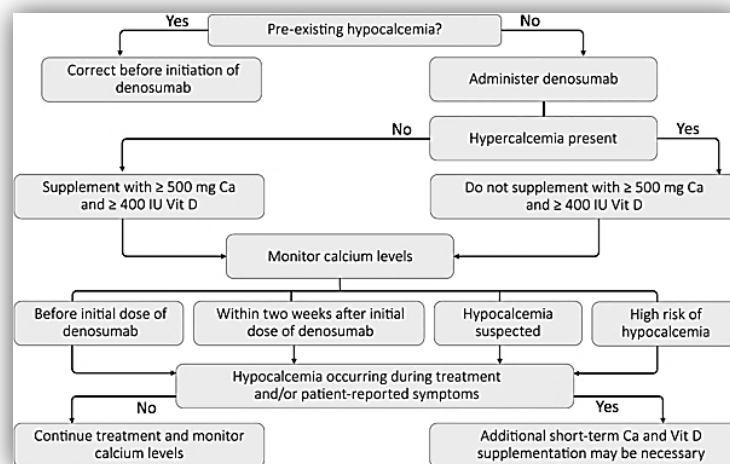 Yes
Pre-existing hypocalcemia?
No
Correct before initiation of
denosumab
Administer denosumab
No
Hypercalcemia present
Yes
Supplement with ≥ 500 mg Ca
and ≥ 400 IU Vit D
Do not supplement with ≥ 500 mg Ca
and ≥ 400 IU Vit D
Monitor calcium levels
Before initial dose of
denosumab
Within two weeks after initial
dose of denosumab
Hypocalcemia
suspected
High risk of
hypocalcemia
Hypocalcemia occurring during treatment
and/or patient-reported symptoms
No
Yes
Continue treatment and monitor
calcium levels
Additional short-term Ca and Vit D
supplementation may be necessary